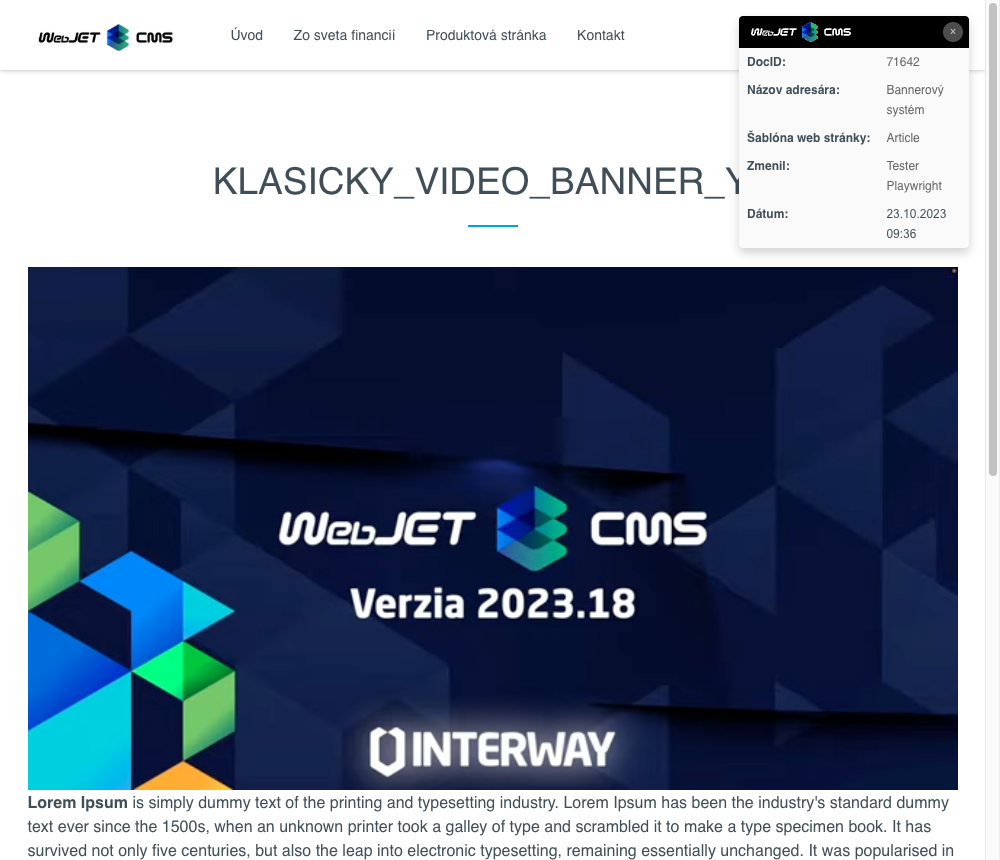 WebJET CMS
Úvod
Zo sveta financií
Produktová stránka
Kontakt
WebJET CMS
×
DocID: 71642
Názov adresára: Bannerový
systém
Šablóna web stránky: Article
Zmenil: Tester
Playwright
Dátum: 23.10.2023
09:36
KLASICKY_VIDEO_BANNER_Y
WebJET CMS
Verzia 2023.18
INTERWAY
Lorem Ipsum is simply dummy text of the printing and typesetting industry. Lorem Ipsum has been the industry's standard dummy
text ever since the 1500s, when an unknown printer took a galley of type and scrambled it to make a type specimen book. It has
survived not only five centuries, but also the leap into electronic typesetting, remaining essentially unchanged. It was popularised in